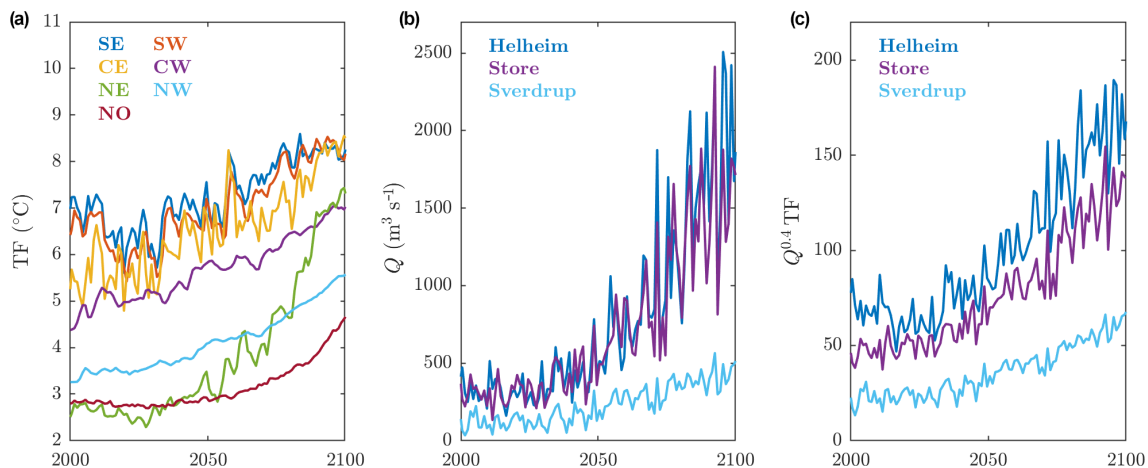 (a)
TF (°C)
11
10
9
8
7
6
5
4
3
2
SE SW
CE CW
NE NW
NO
2000 2050 2100
(b)
Q (m³ s⁻¹)
2500
2000
1500
1000
500
0
Helheim
Store
Sverdrup
2000 2050 2100
(c)
Q⁰·⁴ TF
200
150
100
50
0
Helheim
Store
Sverdrup
2000 2050 2100